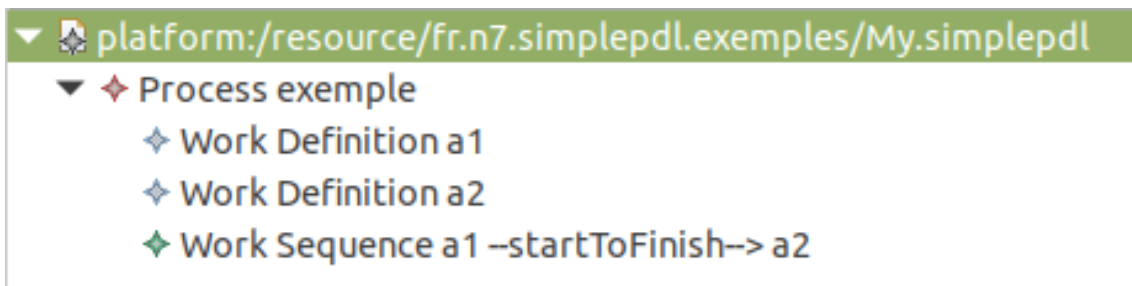 platform:/resource/fr.n7.simplepdl.exemples/My.simplepdl
Process exemple
Work Definition a1
Work Definition a2
Work Sequence a1 --startToFinish--> a2